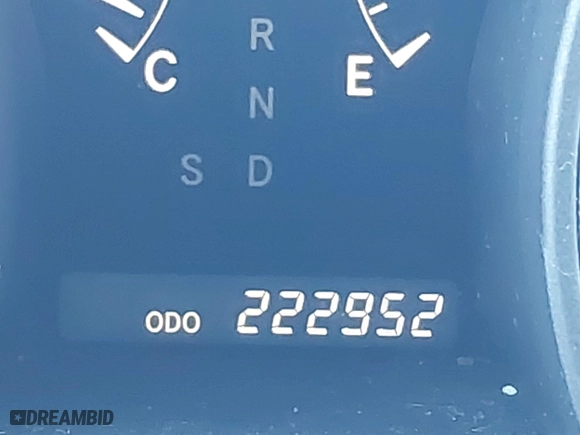 R
C E
N
S D
ODO 222952
DREAMBID